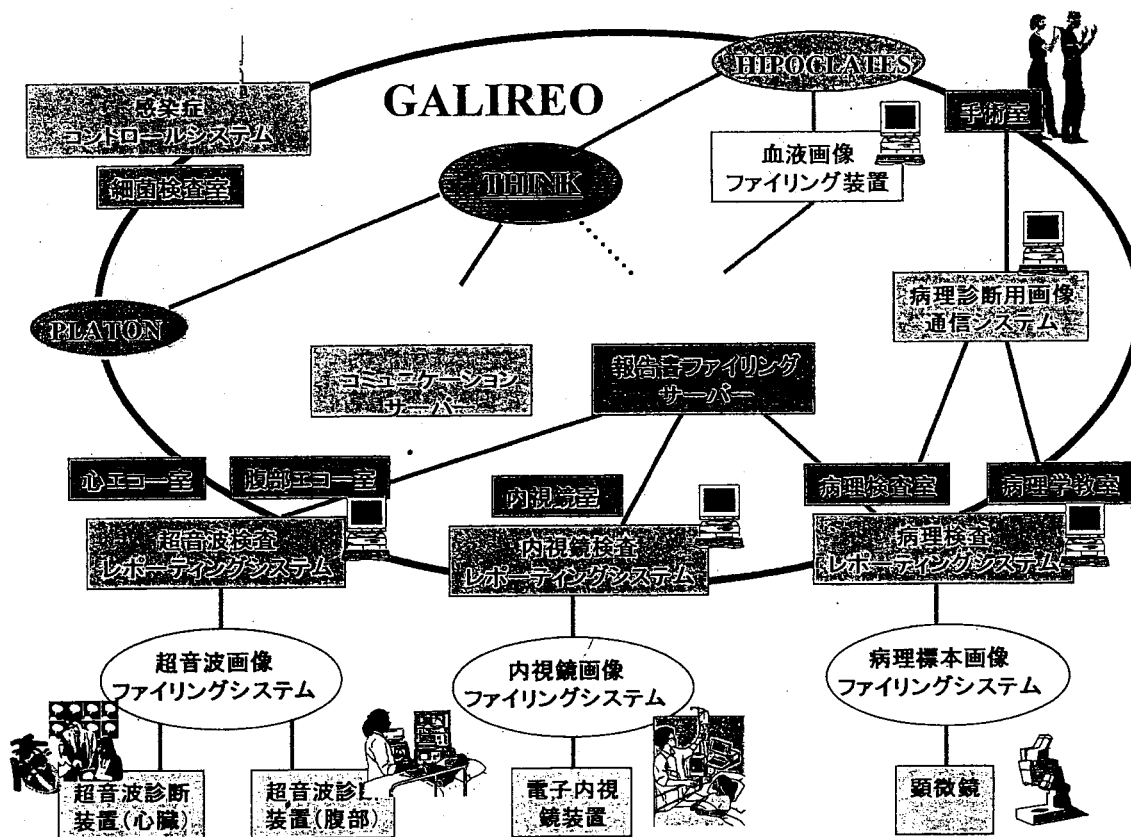 HIPOCLATES
GALIREO
感染症
コントロールシステム
手術室
血液画像
ファイリング装置
THINK
細菌検査室
病理診断用画像
通信システム
PLATON
コミュニケーション
サーバー
報告書ファイリング
サーバー
心エコー室
腹部エコー室
内視鏡室
病理検査室
病理学教室
超音波検査
レポーティングシステム
内視鏡検査
レポーティングシステム
病理検査
レポーティングシステム
超音波画像
ファイリングシステム
内視鏡画像
ファイリングシステム
病理標本画像
ファイリングシステム
超音波診断
装置(心臓)
超音波診
装置(腹部)
電子内視
鏡装置
顕微鏡